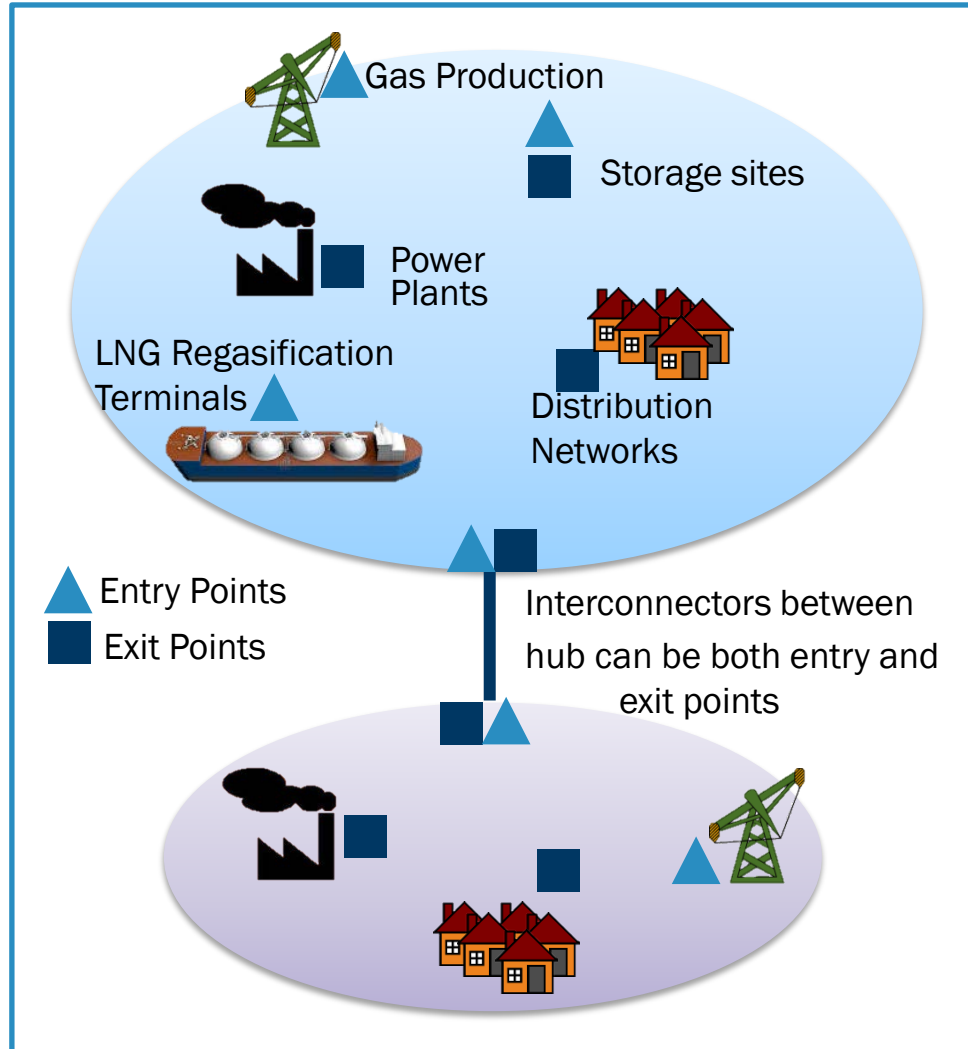 Gas Production
Storage sites
Power
Plants
LNG Regasification
Terminals
Distribution
Networks
Entry Points
Exit Points
Interconnectors between
hub can be both entry and
exit points